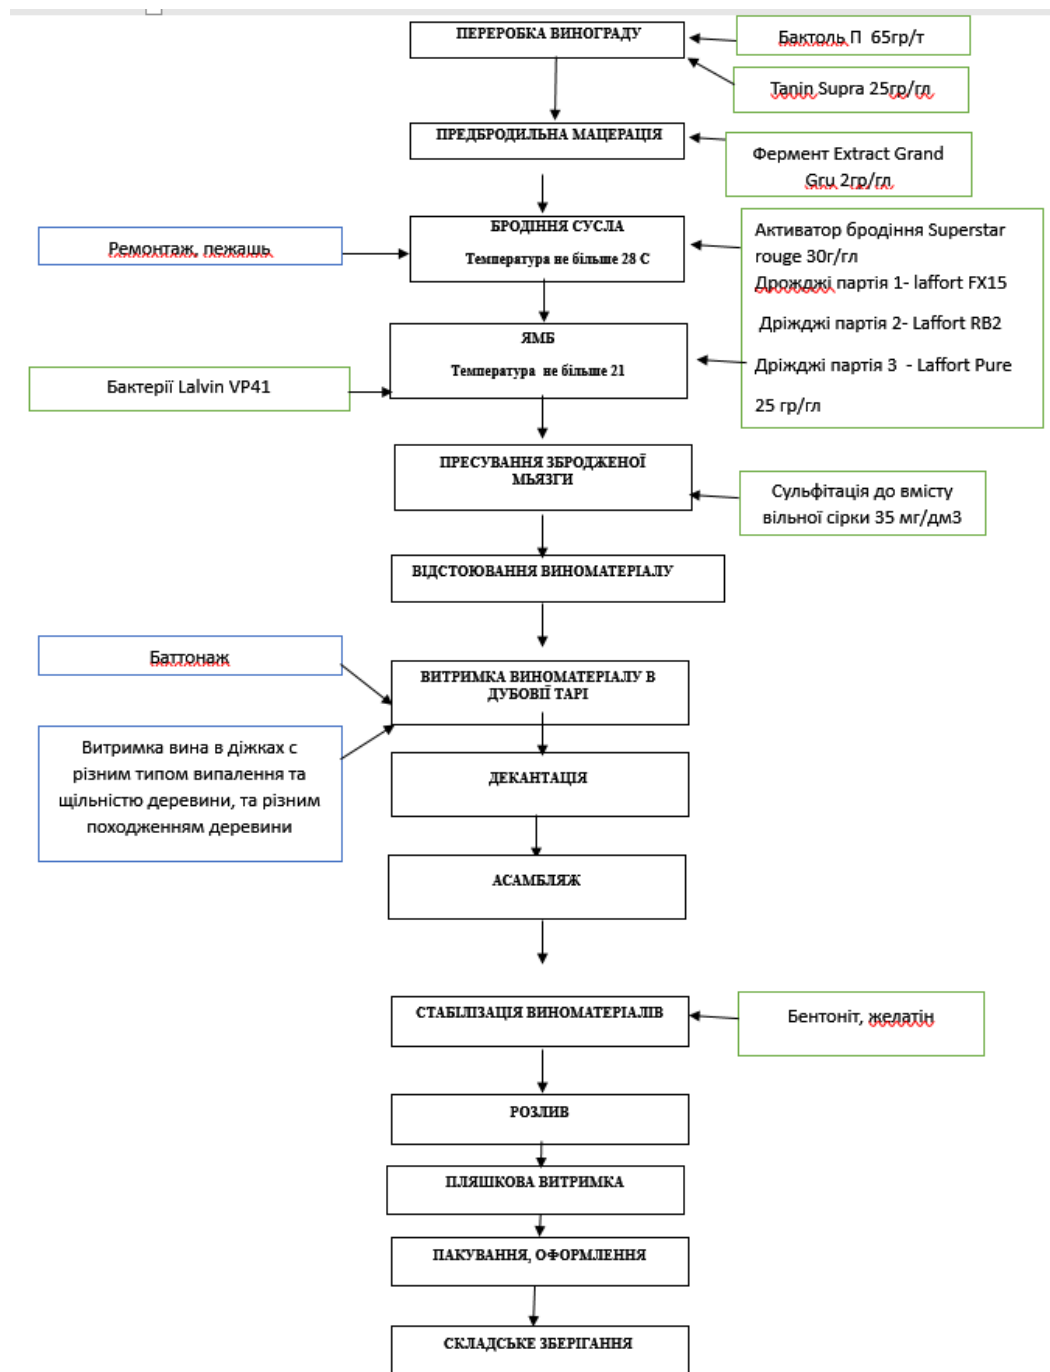 ПЕРЕРОБКА ВИНОГРАДУ
Бактоль П 65гр/т
Tanin Supra 25гр/гл
ПРЕДБРОДИЛЬНА МАЦЕРАЦІЯ
Фермент Extract Grand
Gru 2гр/гл
БРОДІННЯ СУСЛА
Температура не більше 28 С
Ремонтаж, пежашь
Активатор бродіння Superstar
rouge 30г/гл
Дрожджі партія 1- laffort FX15
Дріжджі партія 2- Laffort RB2
Дріжджі партія 3 - Laffort Pure
25 гр/гл
ЯМБ
Температура не більше 21
Бактерії Lalvin VP41
ПРЕСУВАННЯ ЗБРОДЖЕНОЇ
МЬЯЗГИ
Сульфітація до вмісту
вільної сірки 35 мг/дм3
ВІДСТОЮВАННЯ ВИНОМАТЕРІАЛУ
Баттонаж
ВИТРИМКА ВИНОМАТЕРІАЛУ В
ДУБОВІЇ ТАРІ
Витримка вина в діжках с
різним типом випалення та
щільністю деревини, та різним
походженням деревини
ДЕКАНТАЦІЯ
АСАМБЛЯЖ
СТАБІЛІЗАЦІЯ ВИНОМАТЕРІАЛІВ
Бентоніт, желатін
РОЗЛИВ
ПЛЯШКОВА ВИТРИМКА
ПАКУВАННЯ, ОФОРМЛЕННЯ
СКЛАДСЬКЕ ЗБЕРІГАННЯ